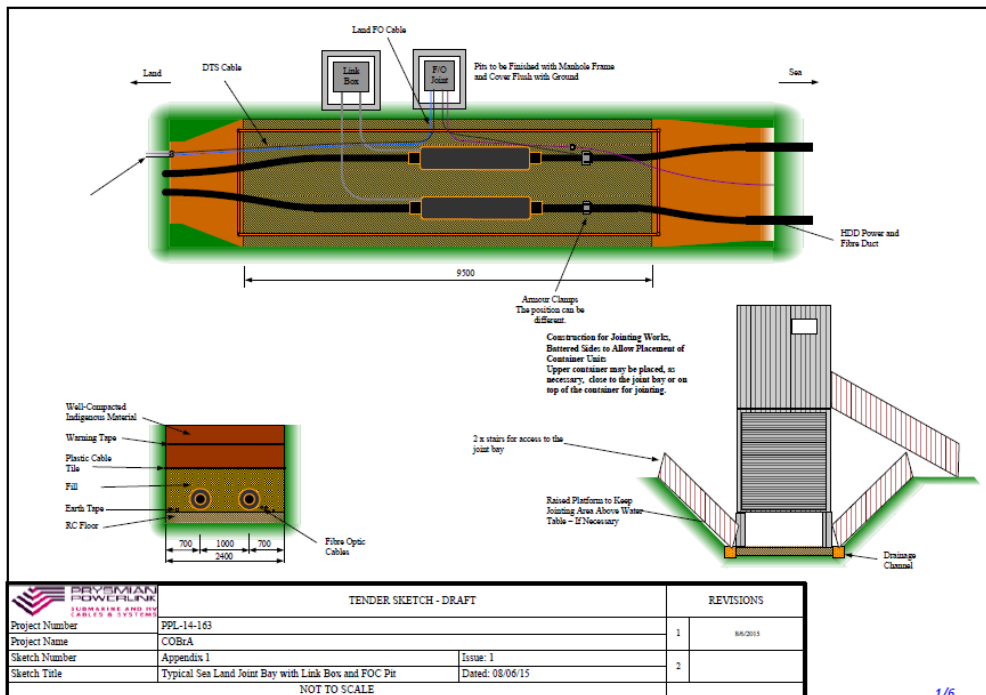 Land FO Cable
Land
DTS Cable
Link
Box
F/O
Joint
Pits to be Finished with Manhole Frame
and Cover Flush with Ground
Sea
HDD Power and
Fibre Duct
9500
Armour Clamps
The position can be
different.
Construction for Jointing Works,
Battered Sides to Allow Placement of
Container Units
Upper container may be placed, as
necessary, close to the joint bay or on
top of the container for jointing.
Well-Compacted
Indigenous Material
Warning Tape
Plastic Cable
Tile
Fill
Earth Tape
RC Floor
700
1000
700
2400
Fibre Optic
Cables
2 x stairs for access to the
joint bay
Raised Platform to Keep
Jointing Area Above Water
Table – If Necessary
Drainage
Channel
PRYSMIAN
POWERLINK
SUBMARINE AND HV
CABLES & SYSTEMS
TENDER SKETCH - DRAFT
REVISIONS
Project Number
PPL-14-163
1
8/6/2015
Project Name
COBrA
Sketch Number
Appendix 1
Issue: 1
2
Sketch Title
Typical Sea Land Joint Bay with Link Box and FOC Pit
Dated: 08/06/15
NOT TO SCALE
1/6